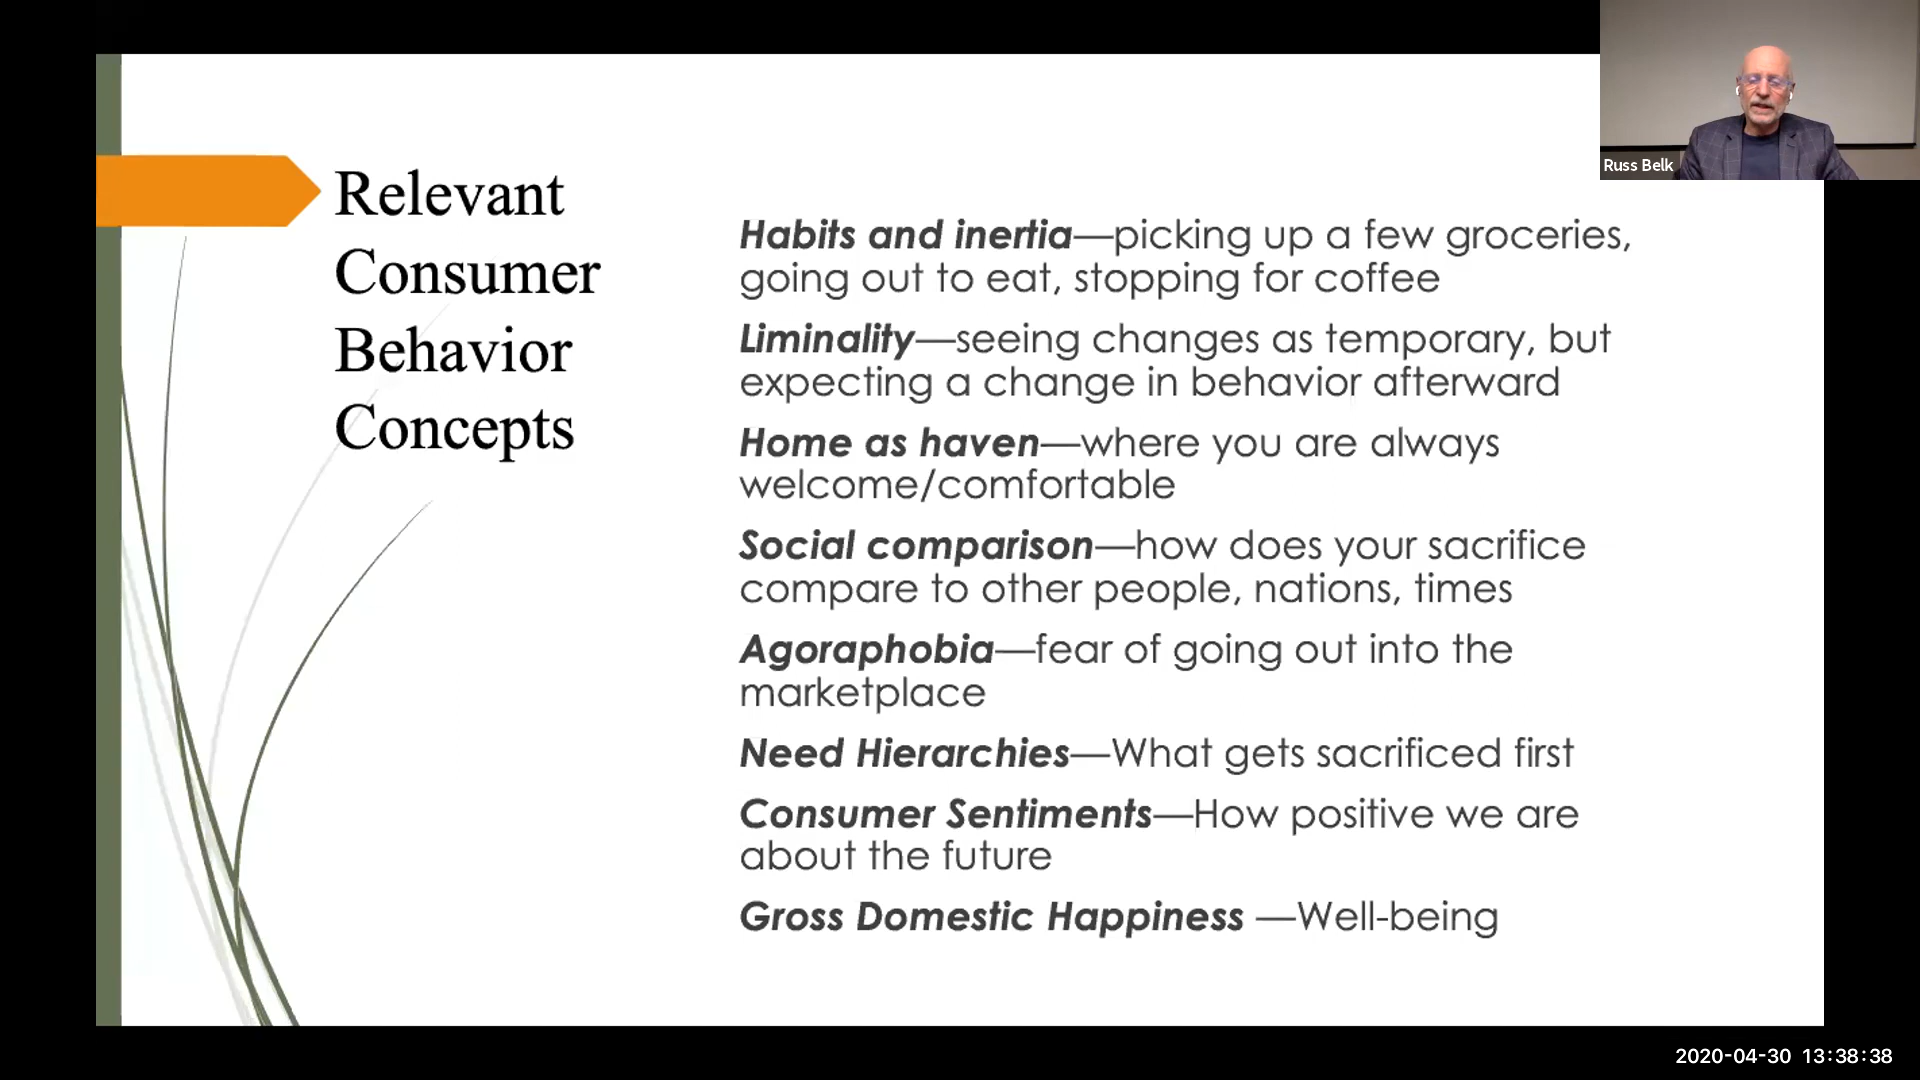 Russ Belk
Relevant
Consumer
Behavior
Concepts
Habits and inertia—picking up a few groceries,
going out to eat, stopping for coffee
Liminality—seeing changes as temporary, but
expecting a change in behavior afterward
Home as haven—where you are always
welcome/comfortable
Social comparison—how does your sacrifice
compare to other people, nations, times
Agoraphobia—fear of going out into the
marketplace
Need Hierarchies—What gets sacrificed first
Consumer Sentiments—How positive we are
about the future
Gross Domestic Happiness —Well-being
2020-04-30 13:38:38